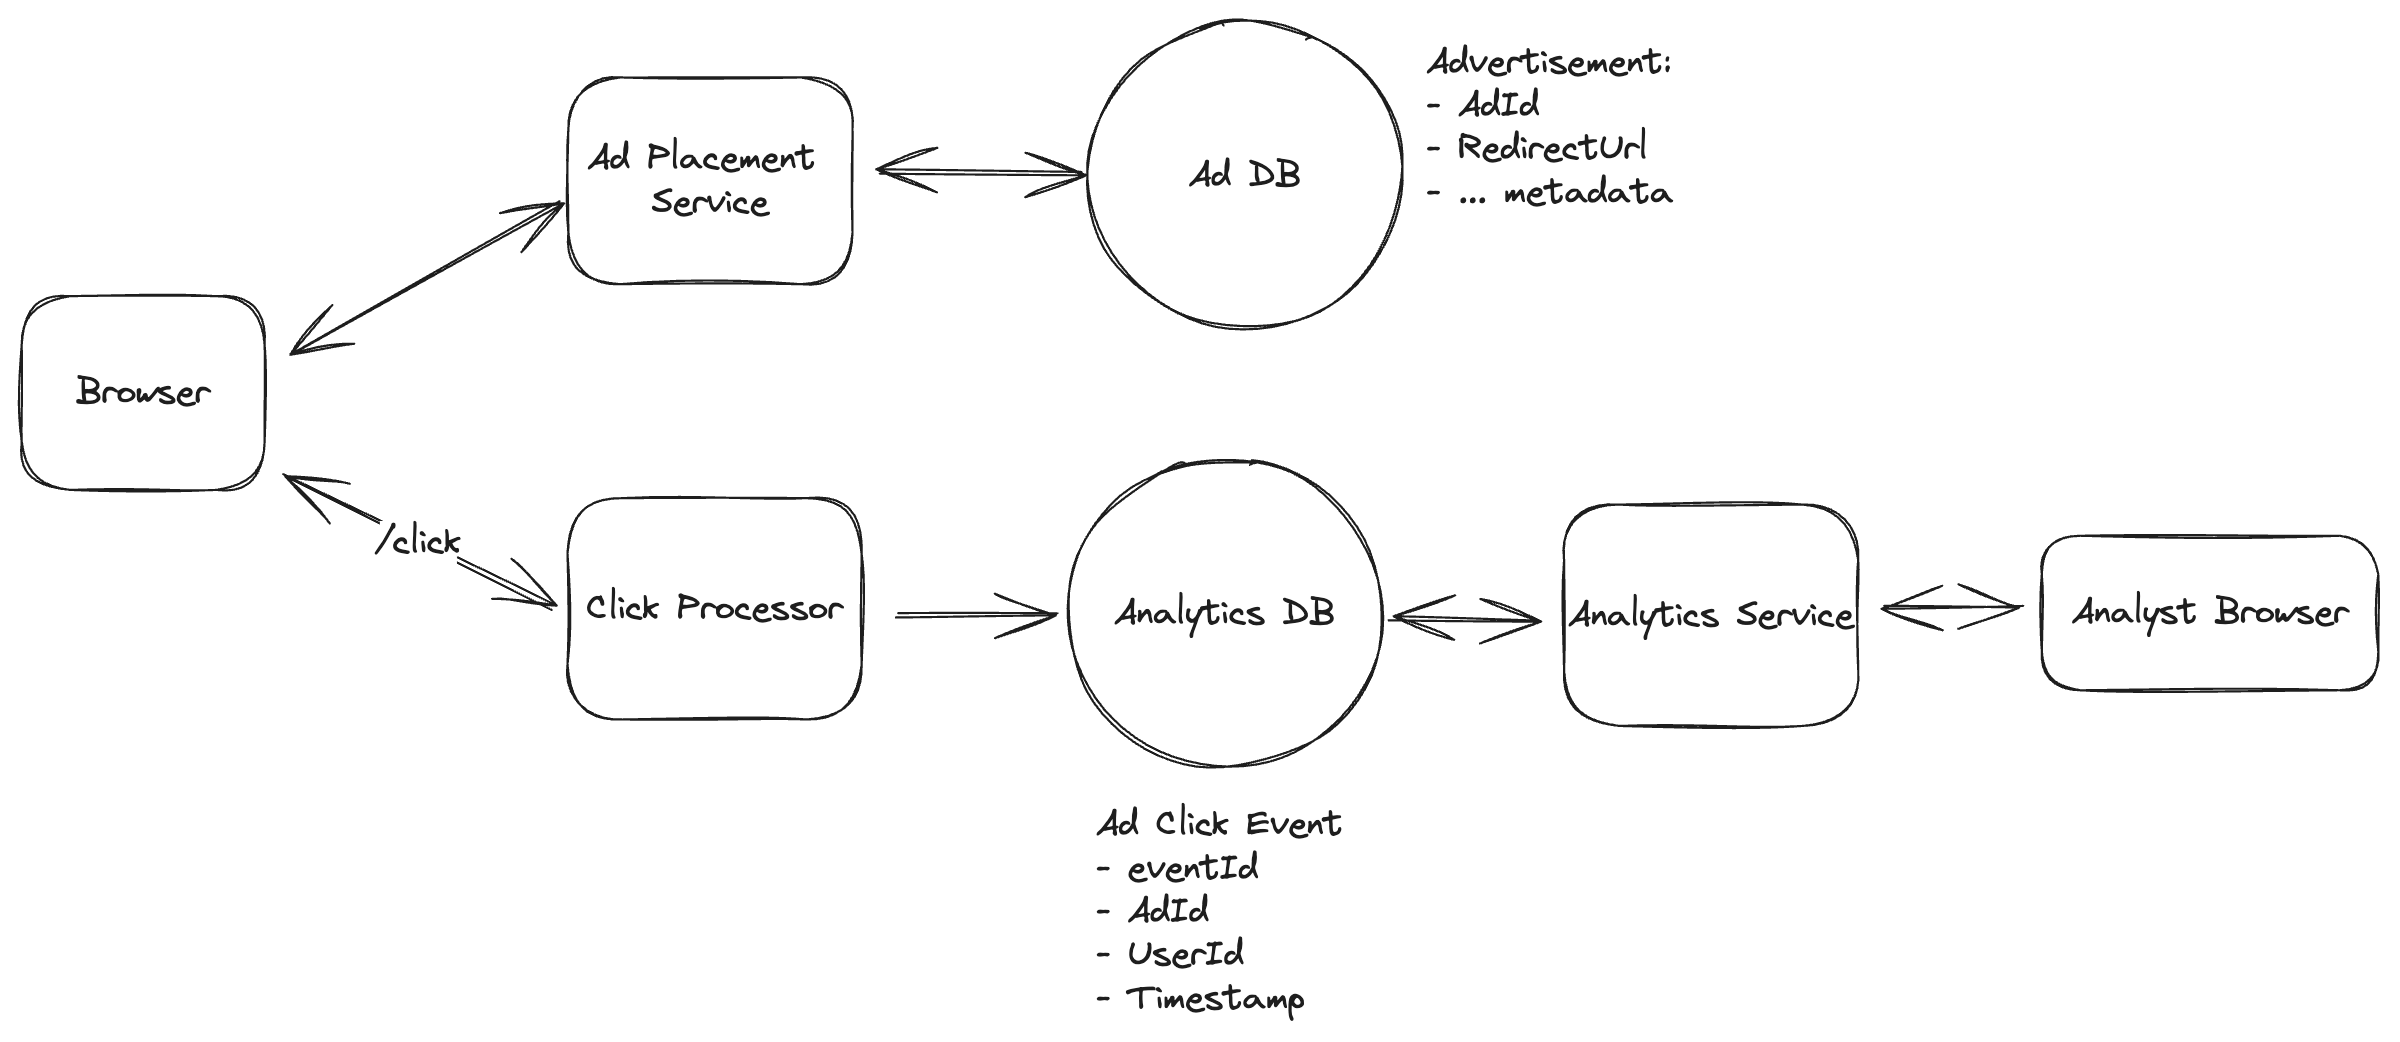 Advertisement:
- AdId
- RedirectUrl
- ... metadata
Ad Placement
Service
Ad DB
Browser
/click
Click Processor
Analytics DB
Analytics Service
Analyst Browser
Ad Click Event
- eventId
- AdId
- UserId
- Timestamp